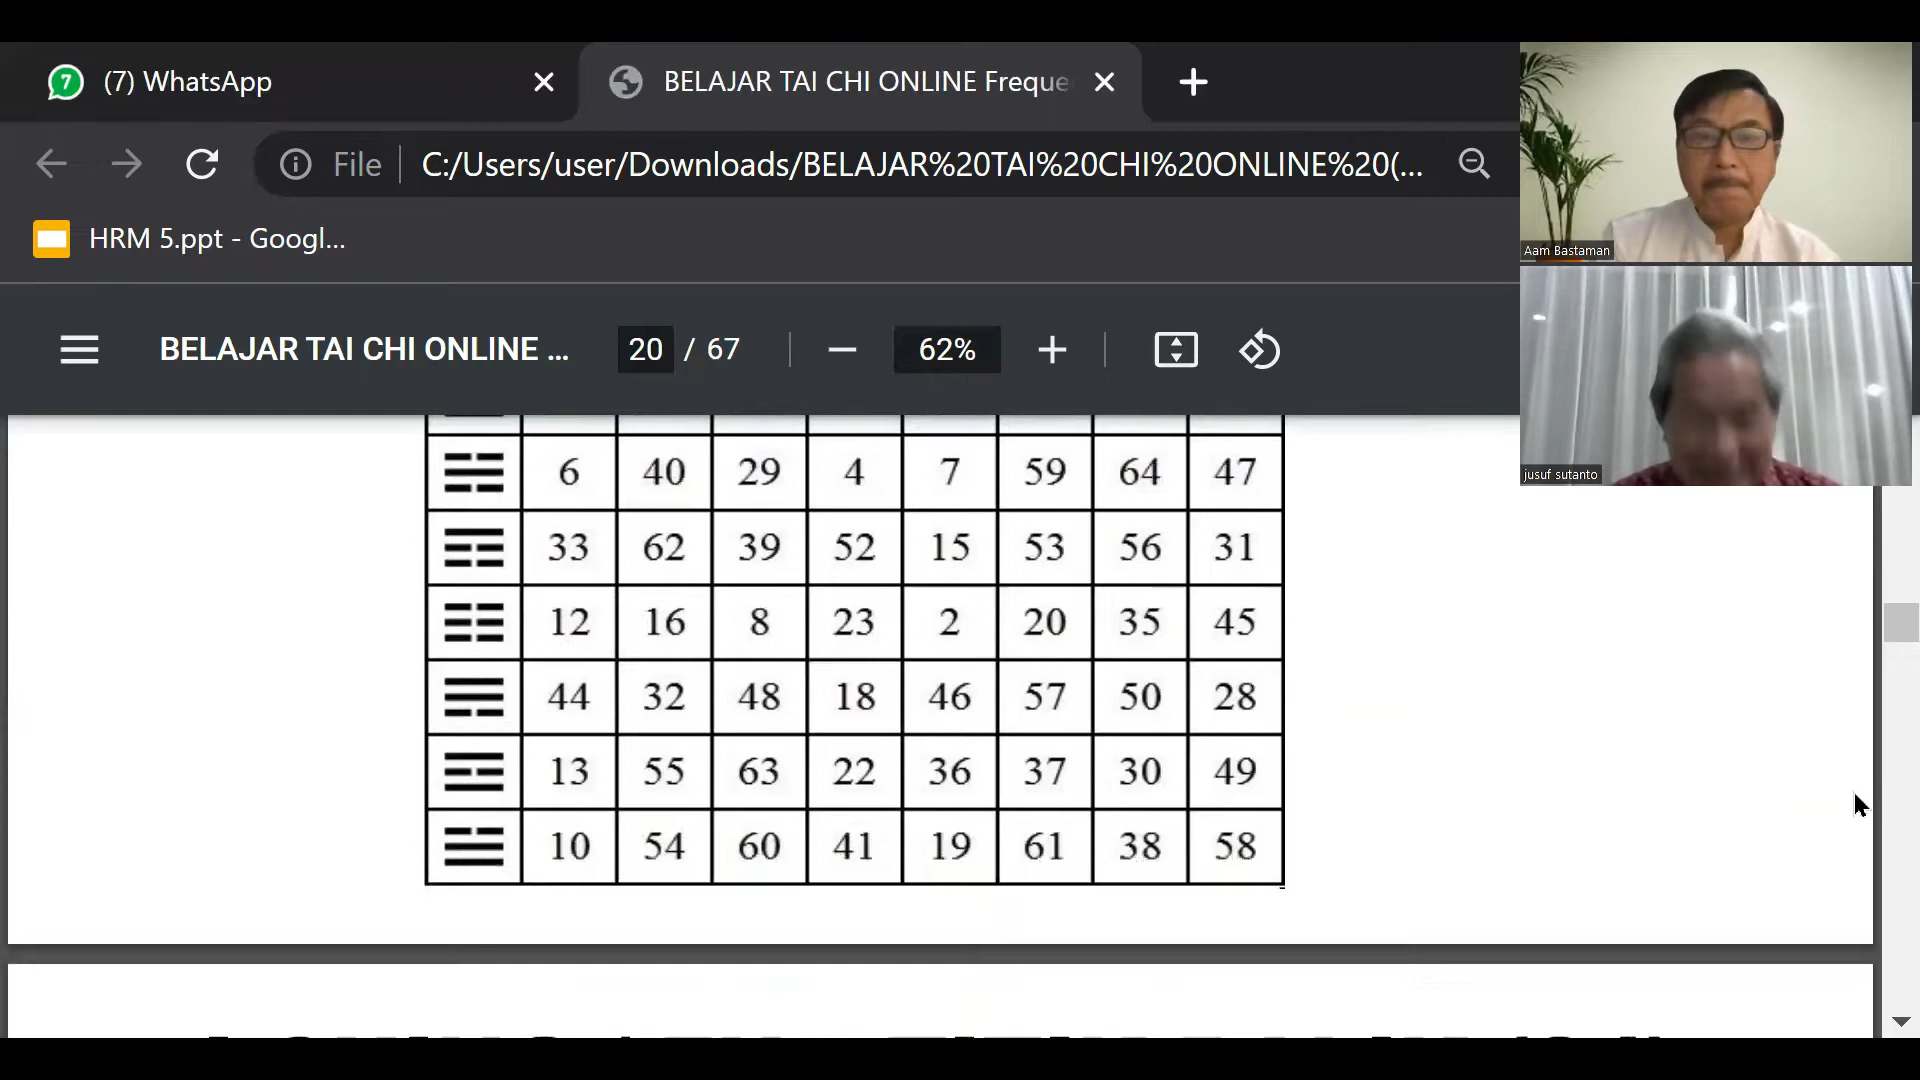 (7) WhatsApp
BELAJAR TAI CHI ONLINE Freque
File
C:/Users/user/Downloads/BELAJAR%20TAI%20CHI%20ONLINE%20(...
HRM 5.ppt - Googl...
BELAJAR TAI CHI ONLINE ...
20 / 67
62%
Aam Bastaman
jusuf sutanto
6 40 29 4 7 59 64 47
33 62 39 52 15 53 56 31
12 16 8 23 2 20 35 45
44 32 48 18 46 57 50 28
13 55 63 22 36 37 30 49
10 54 60 41 19 61 38 58